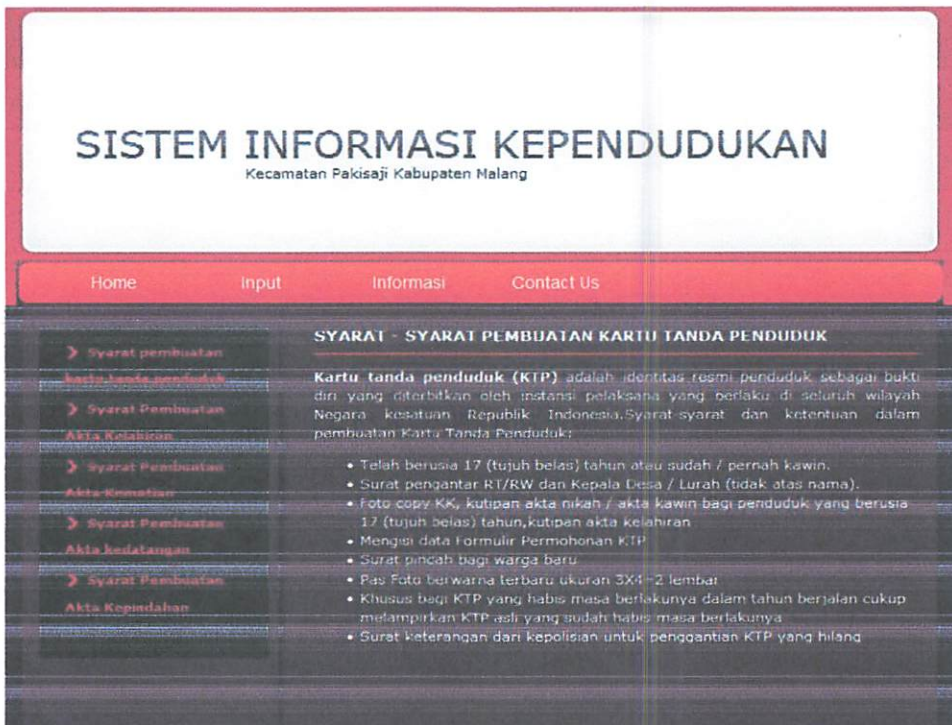 SISTEM INFORMASI KEPENDUDUKAN
Kecamatan Pakisaji Kabupaten Malang
Home Input Informasi Contact Us
Syarat pembuatan
kartu tanda penduduk
Syarat Pembuatan
Akta Kelahiran
Syarat Pembuatan
Akta Kematian
Syarat Pembuatan
Akta kedatangan
Syarat Pembuatan
Akta Kepindahan
SYARAT - SYARAT PEMBUATAN KARTU TANDA PENDUDUK
Kartu tanda penduduk (KTP) adalah identitas resmi penduduk sebagai bukti
diri yang diterbitkan oleh instansi pelaksana yang berlaku di seluruh wilayah
Negara kesatuan Republik Indonesia.Syarat-syarat dan ketentuan dalam
pembuatan Kartu Tanda Penduduk:
• Telah berusia 17 (tujuh belas) tahun atau sudah / pernah kawin.
• Surat pengantar RT/RW dan Kepala Desa / Lurah (tidak atas nama).
• Foto copy KK, kutipan akta nikah / akta kawin bagi penduduk yang berusia
17 (tujuh belas) tahun,kutipan akta kelahiran
• Mengisi data Formulir Permohonan KTP
• Surat pindah bagi warga baru
• Pas Foto berwarna terbaru ukuran 3X4=2 lembar
• Khusus bagi KTP yang habis masa berlakunya dalam tahun berjalan cukup
melampirkan KTP asli yang sudah habis masa berlakunya
• Surat keterangan dari kepolisian untuk penggantian KTP yang hilang